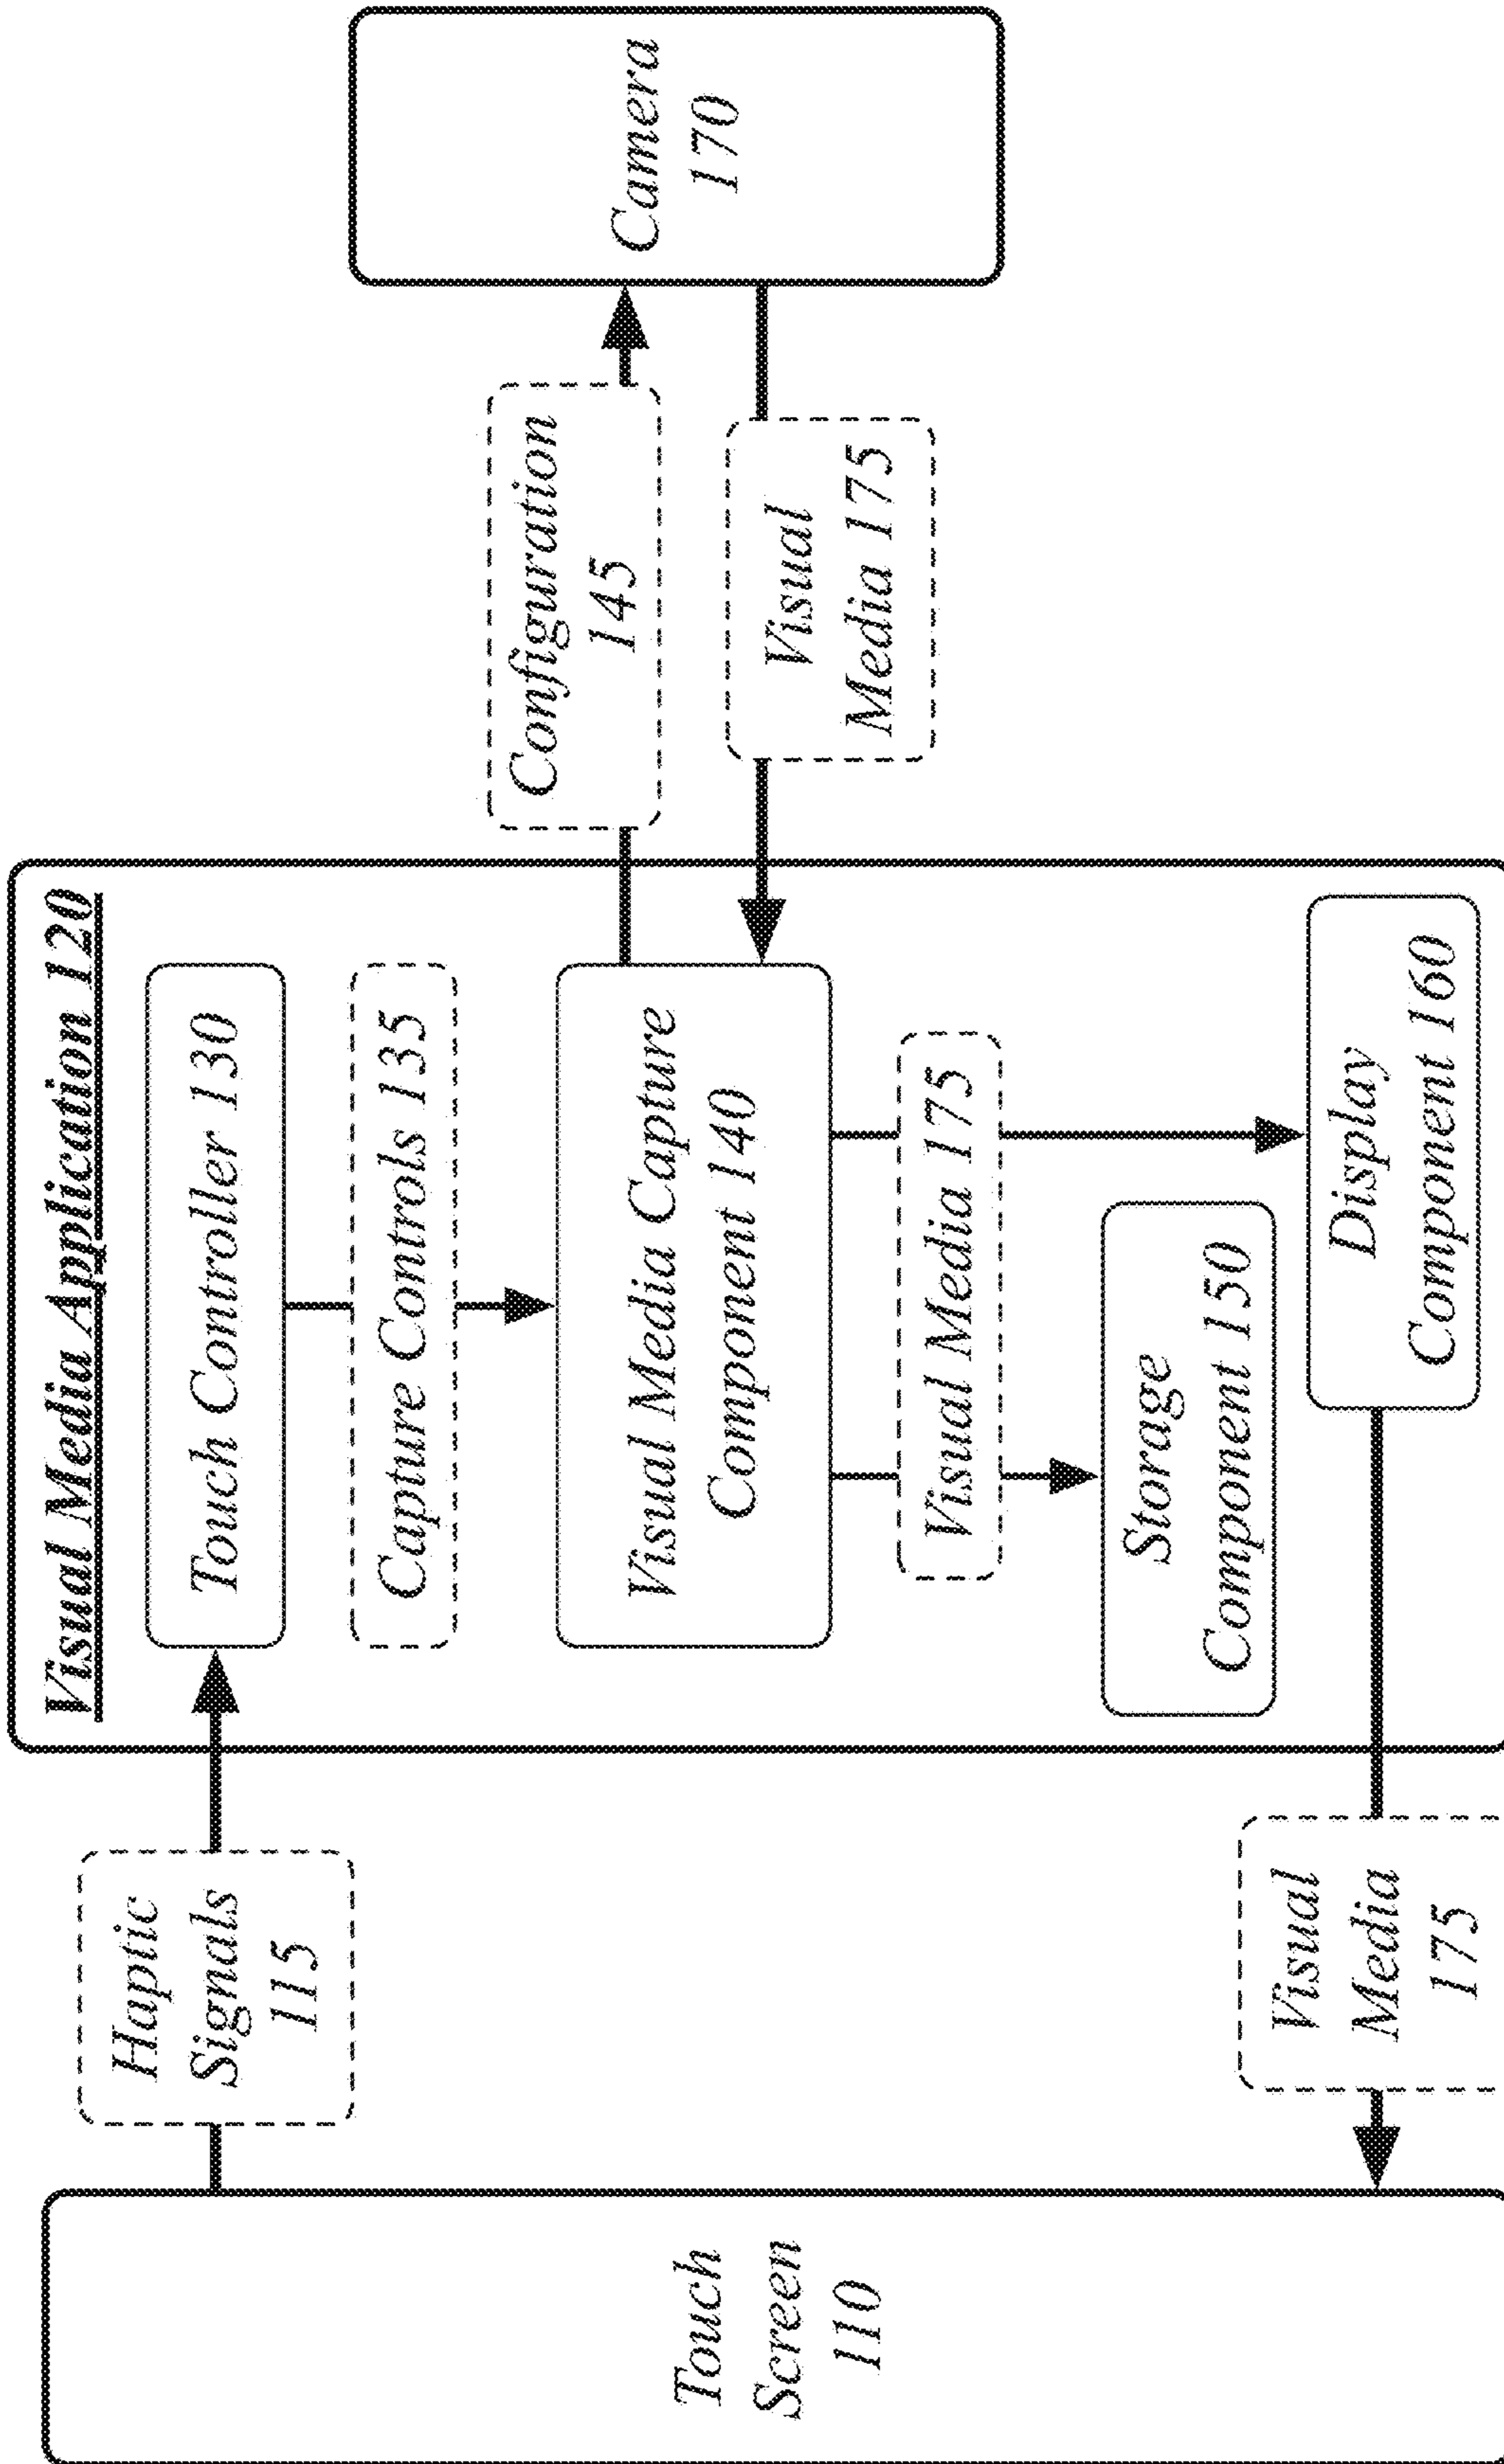 Visual Media Application 120
Touch
Screen
110
Haptic
Signals
115
Touch Controller 130
Capture Controls 135
Visual Media Capture
Component 140
Configuration
145
Visual
Media 175
Camera
170
Visual Media 175
Storage
Component 150
Display
Component 160
Visual
Media
175